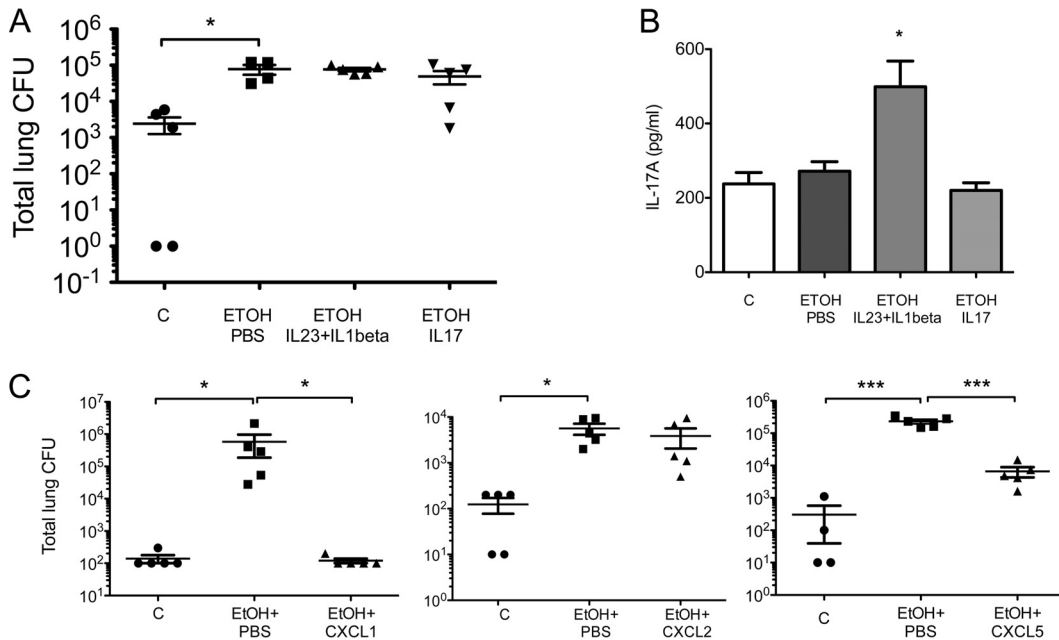 A
Total lung CFU
10^6
10^5
10^4
10^3
10^2
10^1
10^0
10^-1
*
C
ETOH PBS
ETOH IL23+IL1beta
ETOH IL17
B
IL-17A (pg/ml)
600
400
200
0
*
C
ETOH PBS
ETOH IL23+IL1beta
ETOH IL17
C
Total lung CFU
10^7
10^6
10^5
10^4
10^3
10^2
10^1
*
*
C
EtOH+ PBS
EtOH+ CXCL1
10^4
10^3
10^2
10^1
10^0
*
C
EtOH+ PBS
EtOH+ CXCL2
10^6
10^5
10^4
10^3
10^2
10^1
10^0
***
***
C
EtOH+ PBS
EtOH+ CXCL5